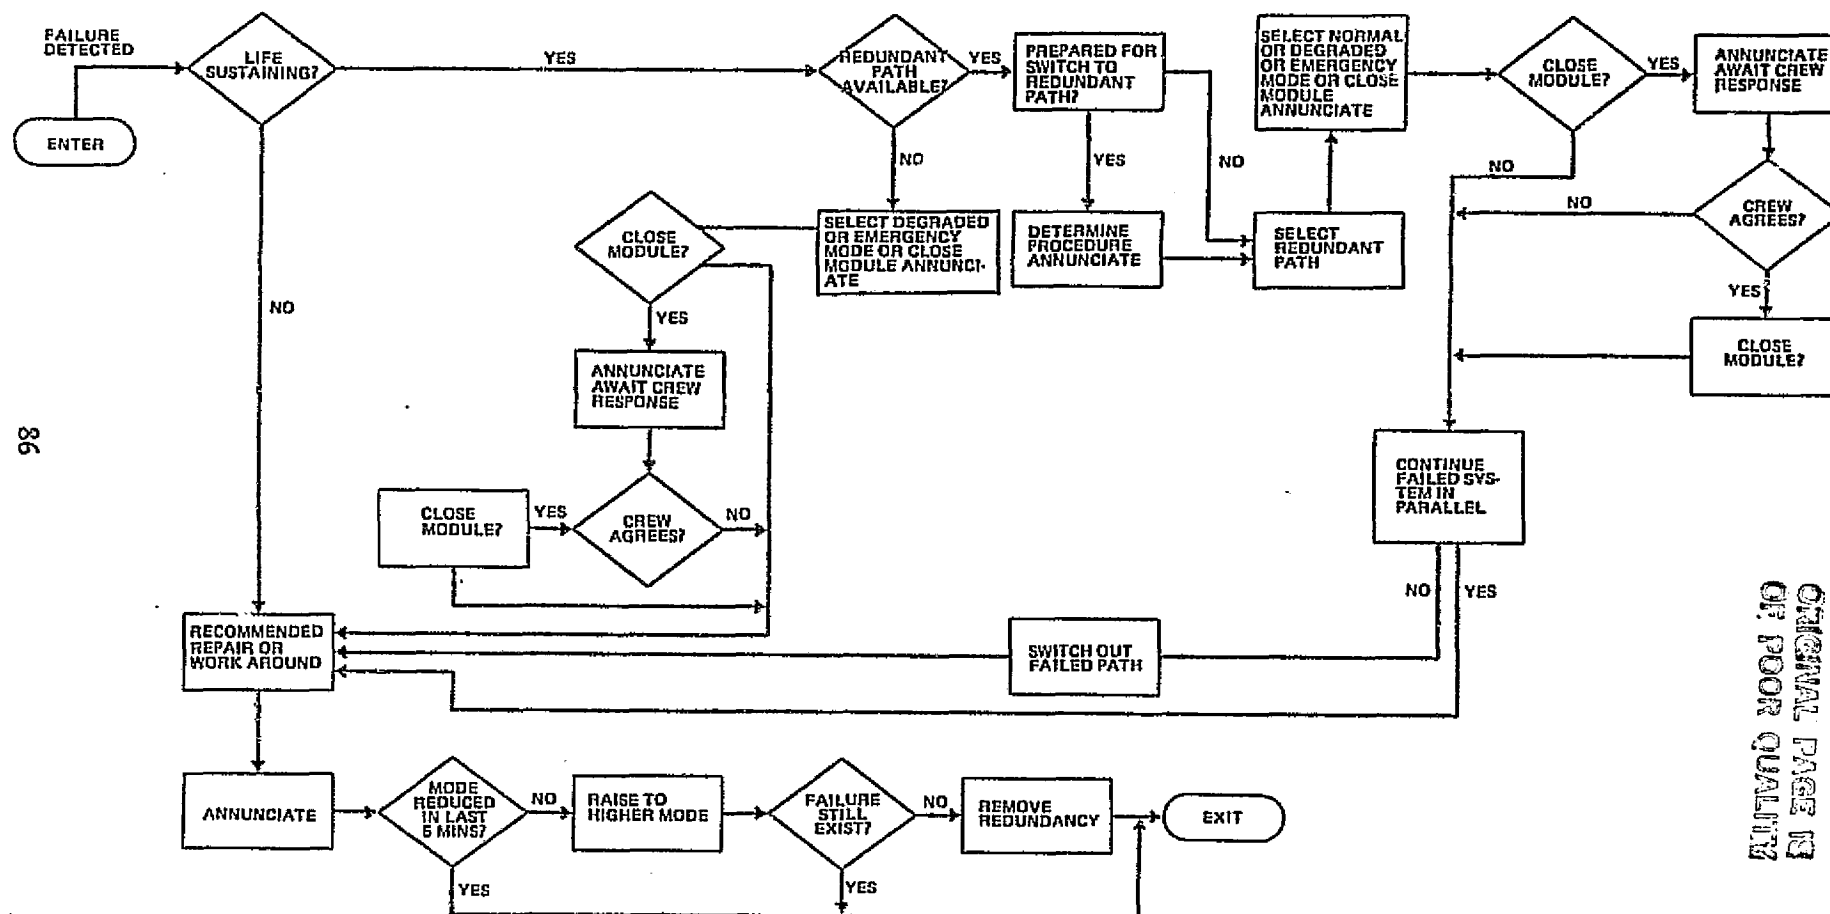 FAILURE
DETECTED
ENTER
LIFE
SUSTAINING?
YES
NO
REDUNDANT
PATH
AVAILABLE?
YES
NO
PREPARED FOR
SWITCH TO
REDUNDANT
PATH?
YES
NO
SELECT NORMAL
OR DEGRADED
OR EMERGENCY
MODE OR CLOSE
MODULE
ANNUNCIATE
CLOSE
MODULE?
YES
NO
ANNUNCIATE
AWAIT CREW
RESPONSE
CREW
AGREES?
NO
YES
CLOSE
MODULE?
SELECT DEGRADED
OR EMERGENCY
MODE OR CLOSE
MODULE ANNUNCI-
ATE
DETERMINE
PROCEDURE
ANNUNCIATE
SELECT
REDUNDANT
PATH
CLOSE
MODULE?
YES
ANNUNCIATE
AWAIT CREW
RESPONSE
CREW
AGREES?
YES
NO
CLOSE
MODULE?
CONTINUE
FAILED SYS-
TEM IN
PARALLEL
NO
YES
SWITCH OUT
FAILED PATH
RECOMMENDED
REPAIR OR
WORK AROUND
ANNUNCIATE
MODE
REDUCED
IN LAST
5 MINS?
NO
YES
RAISE TO
HIGHER MODE
FAILURE
STILL
EXIST?
NO
YES
REMOVE
REDUNDANCY
EXIT
86
ORIGINAL PAGE IS
OF POOR QUALITY